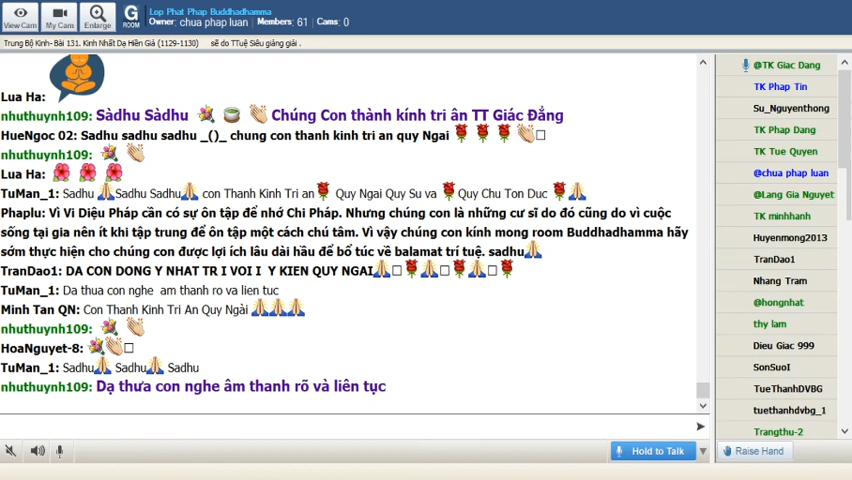 View Cam
My Cam
Enlarge
G
ROOM
Lop Phat Phap Buddhadhamma
Owner: chua phap luan Members: 61 Cams: 0
Trung Bộ Kinh- Bài 131. Kinh Nhất Dạ Hiền Giả (1129-1130) sẽ do TTuệ Siêu giảng giải .
Lua Ha:
nhuthuynh109: Sàdhu Sàdhu 💐 🍵 👏 Chúng Con thành kính tri ân TT Giác Đẳng
HueNgoc 02: Sadhu sadhu sadhu _()_ chung con thanh kinh tri an quy Ngai 🌹 🌹 🌹 👏□
nhuthuynh109: 💐 👏
Lua Ha: 🌺 🌺 🌺
TuMan_1: Sadhu 🙏Sadhu Sadhu🙏 con Thanh Kinh Tri an🌹 Quy Ngai Quy Su va 🌹Quy Chu Ton Duc 🌹🙏
Phaplu: Vì Vi Diệu Pháp cần có sự ôn tập để nhớ Chi Pháp. Nhưng chúng con là những cư sĩ do đó cũng do vì cuộc
sống tại gia nên ít khi tập trung để ôn tập một cách chú tâm. Vì vậy chúng con kính mong room Buddhadhamma hãy
sớm thực hiện cho chúng con được lợi ích lâu dài hầu để bổ túc về balamat trí tuệ. sadhu🙏
TranDao1: DA CON DONG Y NHAT TR I VOI I Y KIEN QUY NGAI🙏□🌹🙏□🌹🙏□🌹
TuMan_1: Da thua con nghe am thanh ro va lien tuc
Minh Tan QN: Con Thanh Kinh Tri An Quy Ngài 🙏🙏🙏
nhuthuynh109: 💐 👏
HoaNguyet-8: 💐👏□
TuMan_1: Sadhu🙏 Sadhu🙏 Sadhu
nhuthuynh109: Dạ thưa con nghe âm thanh rõ và liên tục
Hold to Talk
Raise Hand
@TK Giac Dang
TK Phap Tin
Su_Nguyenthong
TK Phap Dang
TK Tue Quyen
@chua phap luan
@Lang Gia Nguyet
TK minhhanh
Huyenmong2013
TranDao1
Nhang Tram
@hongnhat
thy lam
Dieu Giac 999
SonSuoI
TueThanhDVBG
tuethanhdvbg_1
Trangthu-2